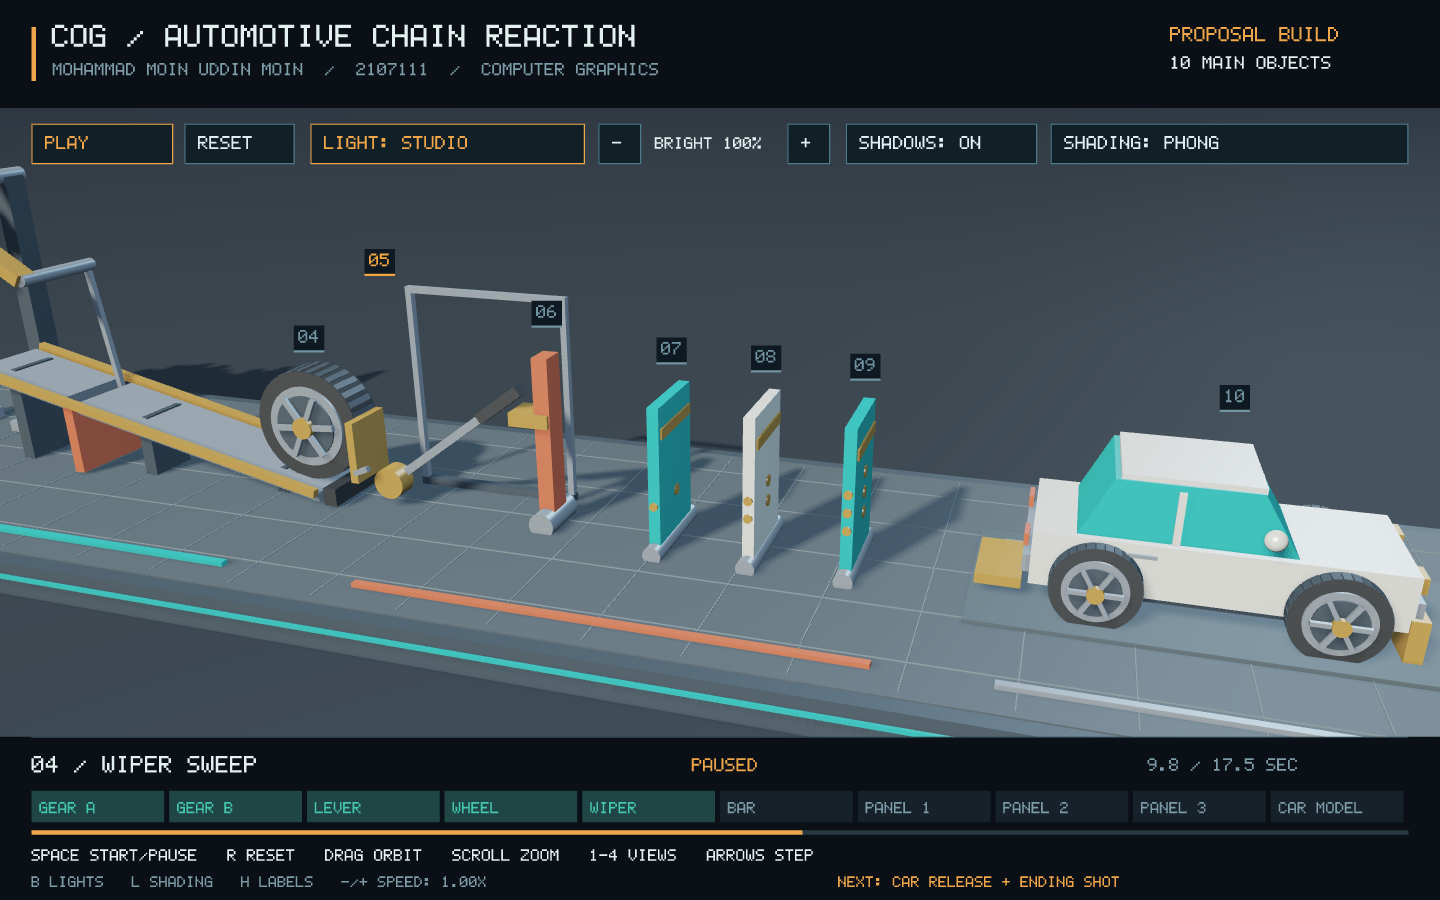 COG / AUTOMOTIVE CHAIN REACTION
MOHAMMAD MOIN UDDIN MOIN / 2107111 / COMPUTER GRAPHICS
PROPOSAL BUILD
10 MAIN OBJECTS
PLAY RESET LIGHT: STUDIO - BRIGHT 100% + SHADOWS: ON SHADING: PHONG
05
06
04
07
08
09
10
04 / WIPER SWEEP PAUSED 9.8 / 17.5 SEC
GEAR A GEAR B LEVER WHEEL WIPER BAR PANEL 1 PANEL 2 PANEL 3 CAR MODEL
SPACE START/PAUSE R RESET DRAG ORBIT SCROLL ZOOM 1-4 VIEWS ARROWS STEP
B LIGHTS L SHADING H LABELS -/+ SPEED: 1.00X NEXT: CAR RELEASE + ENDING SHOT